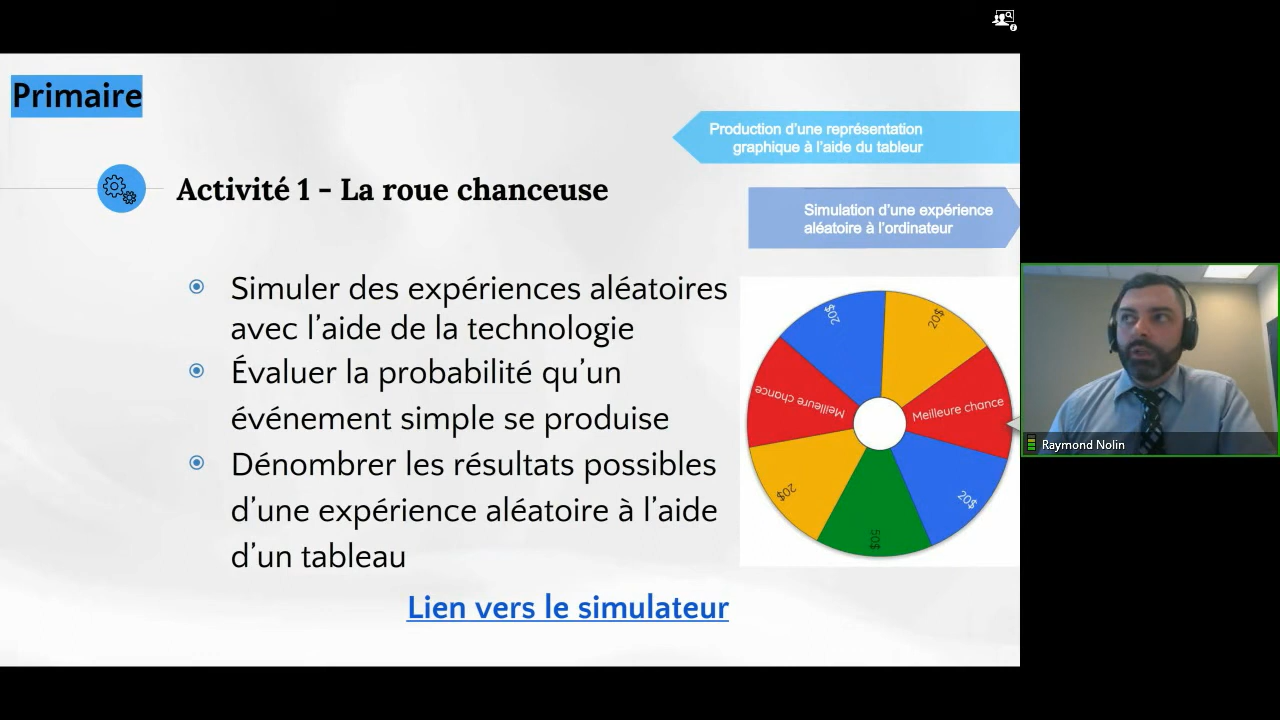 Primaire
Production d'une représentation
graphique à l'aide du tableur
Activité 1 - La roue chanceuse
Simulation d'une expérience
aléatoire à l'ordinateur
Simuler des expériences aléatoires
avec l'aide de la technologie
Évaluer la probabilité qu'un
événement simple se produise
Dénombrer les résultats possibles
d'une expérience aléatoire à l'aide
d'un tableau
Lien vers le simulateur
20$
20$
Meilleure chance
Meilleure chance
20$
20$
50$
Raymond Nolin